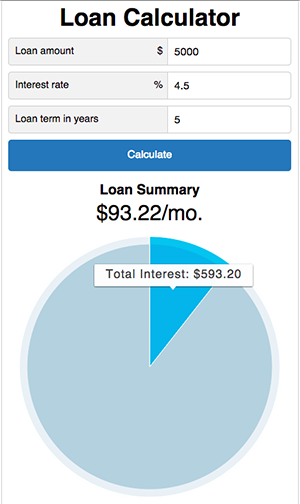 Loan Calculator
Loan amount $ 5000
Interest rate % 4.5
Loan term in years 5
Calculate
Loan Summary
$93.22/mo.
Total Interest: $593.20